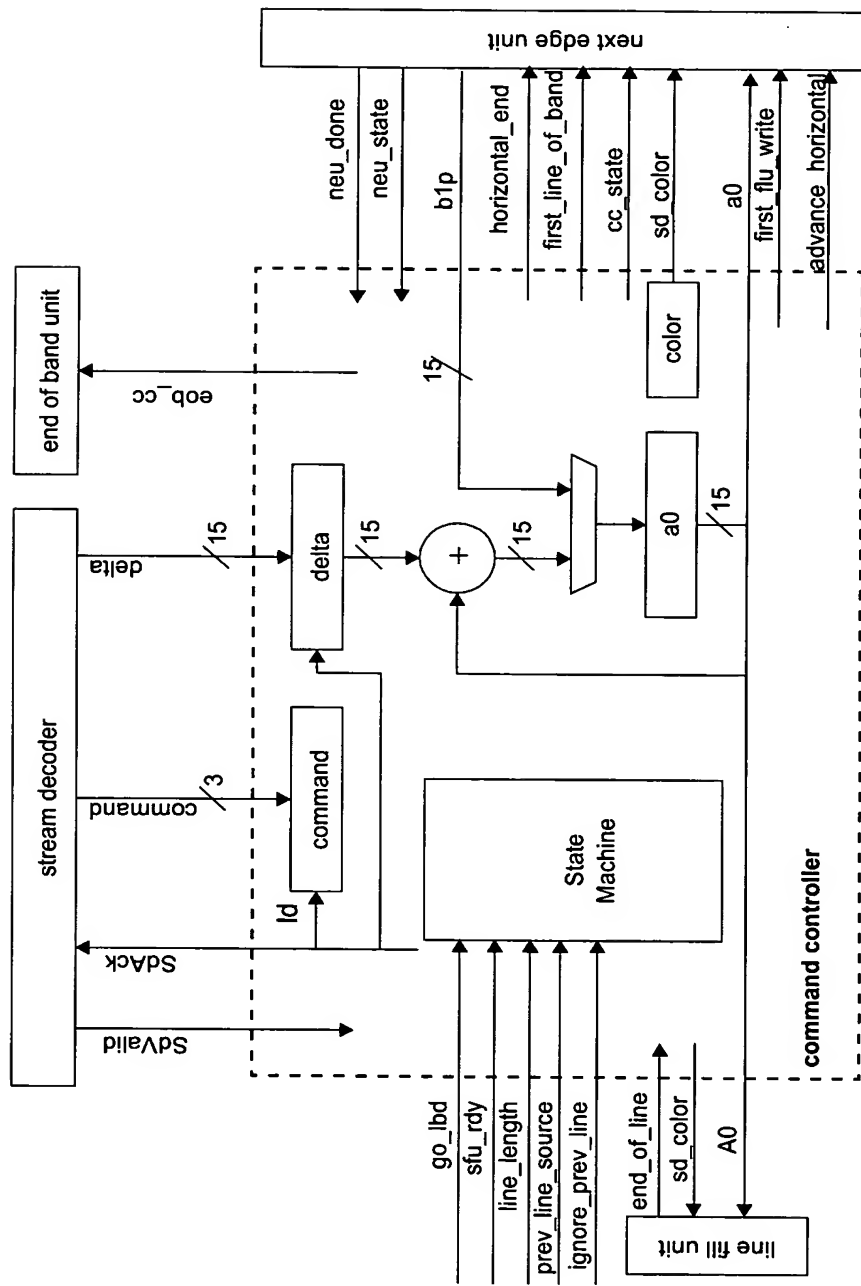 stream decoder
end of band unit
SdValid
SdAck
command
3
delta
15
eob_cc
neu_done
neu_state
b1p
15
horizontal_end
first_line_of_band
cc_state
sd_color
a0
first_flu_write
advance_horizontal
next edge unit
ld
command
delta
15
+
15
a0
15
color
State
Machine
go_lbd
sfu_rdy
line_length
prev_line_source
ignore_prev_line
end_of_line
sd_color
A0
line fill unit
command controller